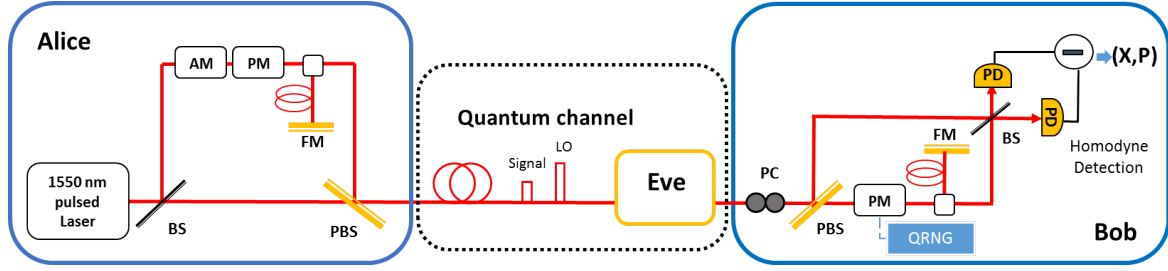 Alice
AM
PM
FM
1550 nm
pulsed
Laser
BS
PBS
Quantum channel
Signal
LO
Eve
PC
PBS
PM
QRNG
FM
BS
PD
PD
(X,P)
Homodyne
Detection
Bob